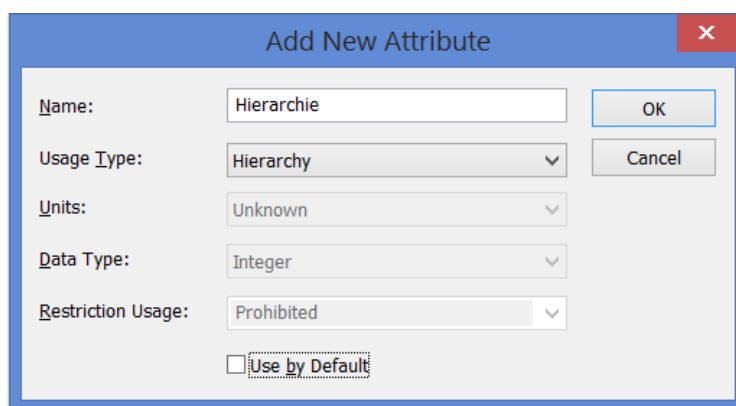 Add New Attribute
Name: Hierarchie OK
Usage Type: Hierarchy Cancel
Units: Unknown
Data Type: Integer
Restriction Usage: Prohibited
Use by Default